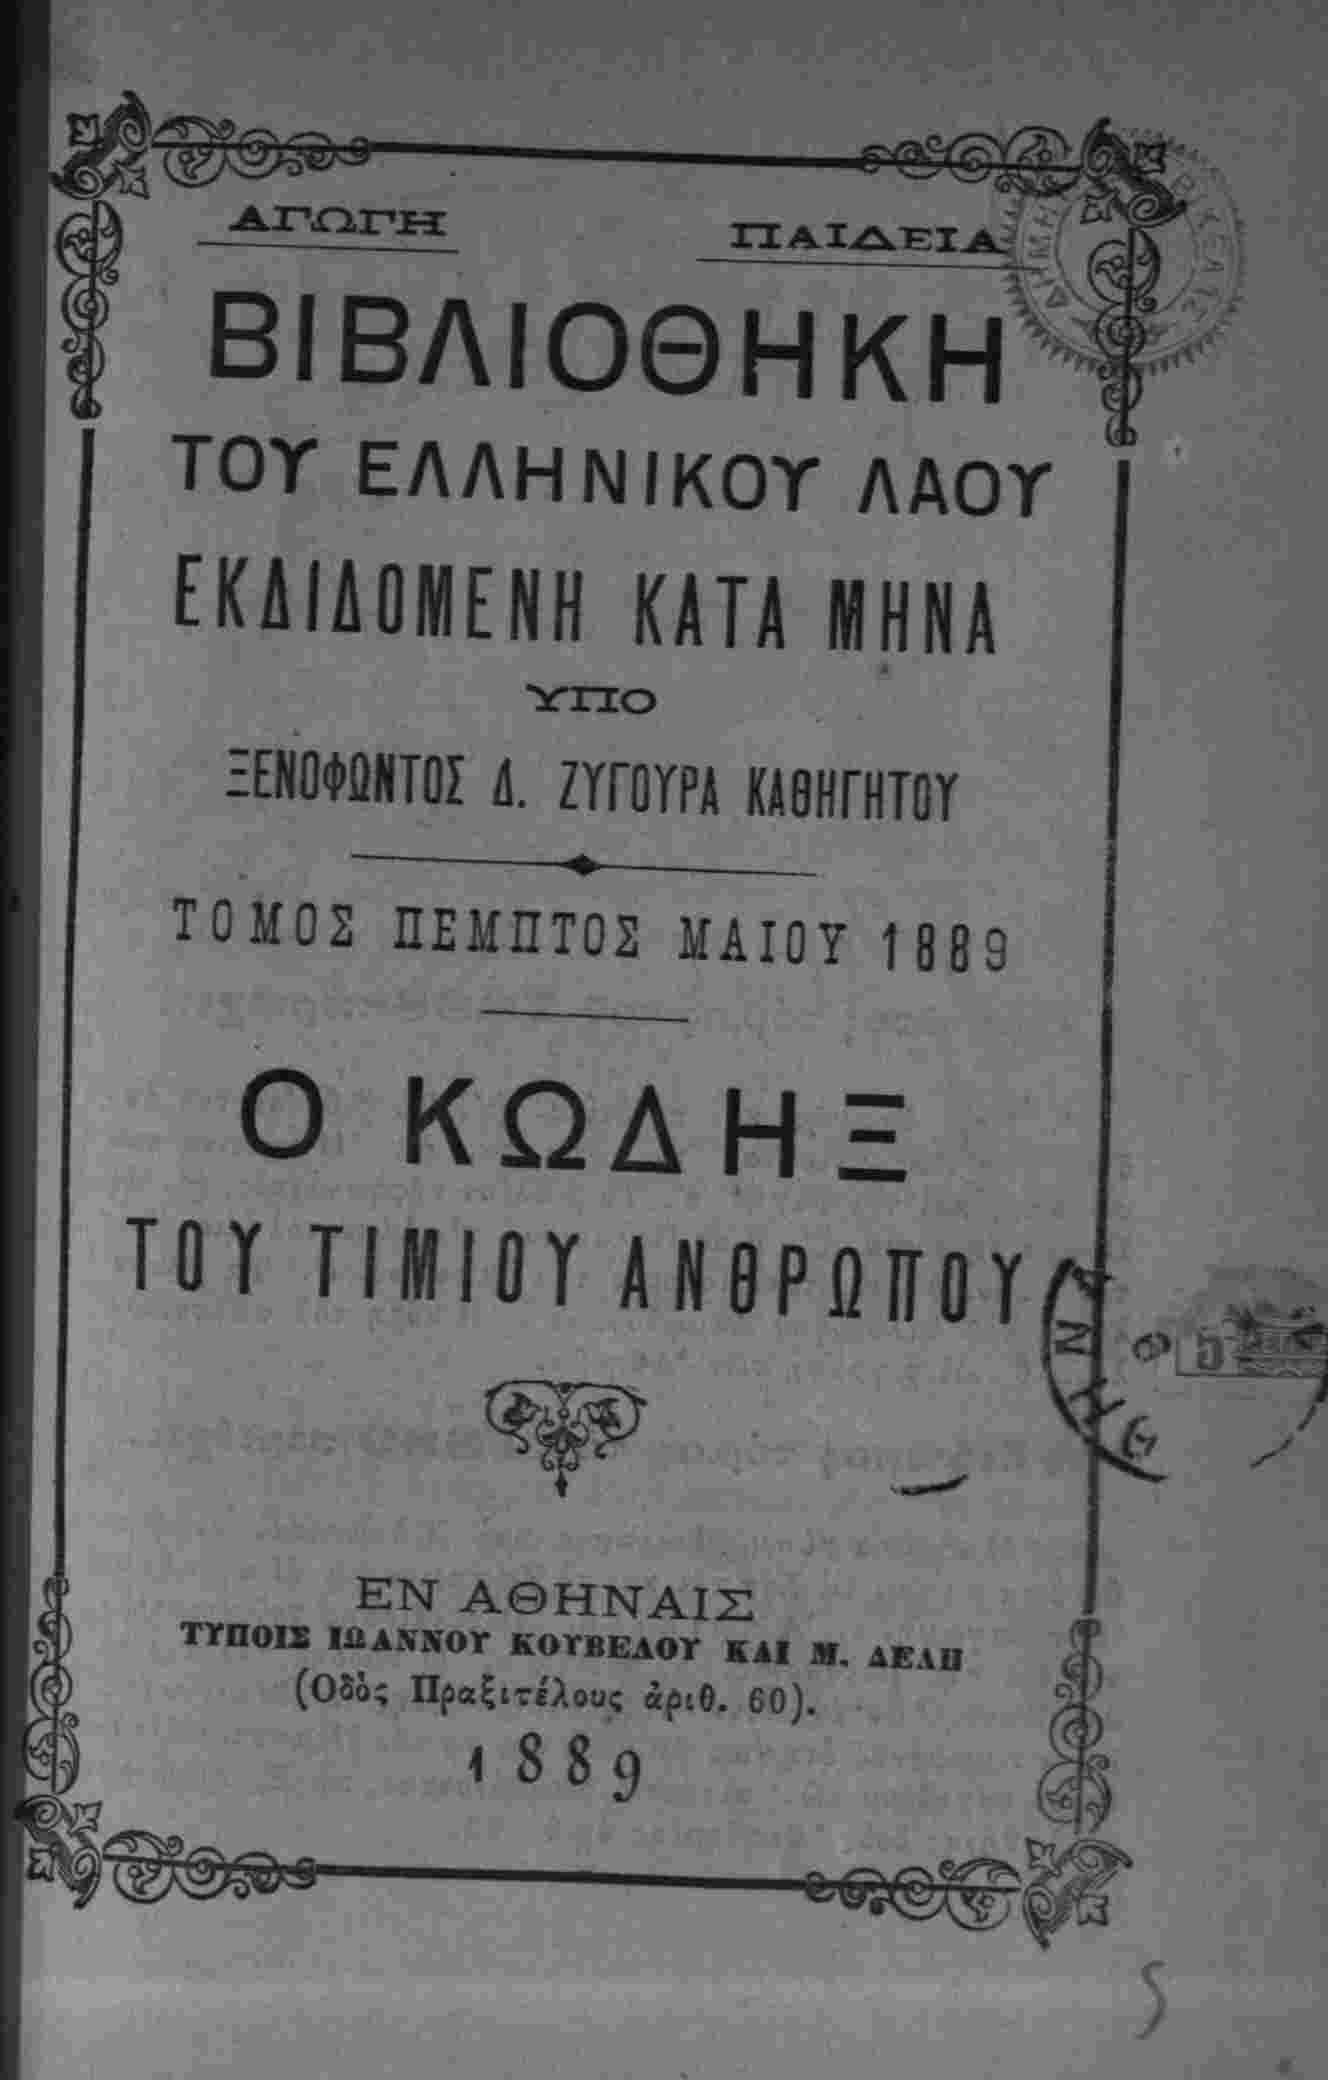 ΑΓΩΓΗ ΠΑΙΔΕΙΑ
ΒΙΒΛΙΟΘΗΚΗ
ΤΟΥ ΕΛΛΗΝΙΚΟΥ ΛΑΟΥ
ΕΚΔΙΔΟΜΕΝΗ ΚΑΤΑ ΜΗΝΑ
ΥΠΟ
ΞΕΝΟΦΩΝΤΟΣ Δ. ΖΥΓΟΥΡΑ ΚΑΘΗΓΗΤΟΥ
ΤΟΜΟΣ ΠΕΜΠΤΟΣ ΜΑΙΟΥ 1889
Ο ΚΩΔΗΞ
ΤΟΥ ΤΙΜΙΟΥ ΑΝΘΡΩΠΟΥ
ΕΝ ΑΘΗΝΑΙΣ
ΤΥΠΟΙΣ ΙΩΑΝΝΟΥ ΚΟΥΒΕΛΟΥ ΚΑΙ Μ. ΔΕΛΗ
(Οδὸς Πραξιτέλους ἀριθ. 60).
1889
5